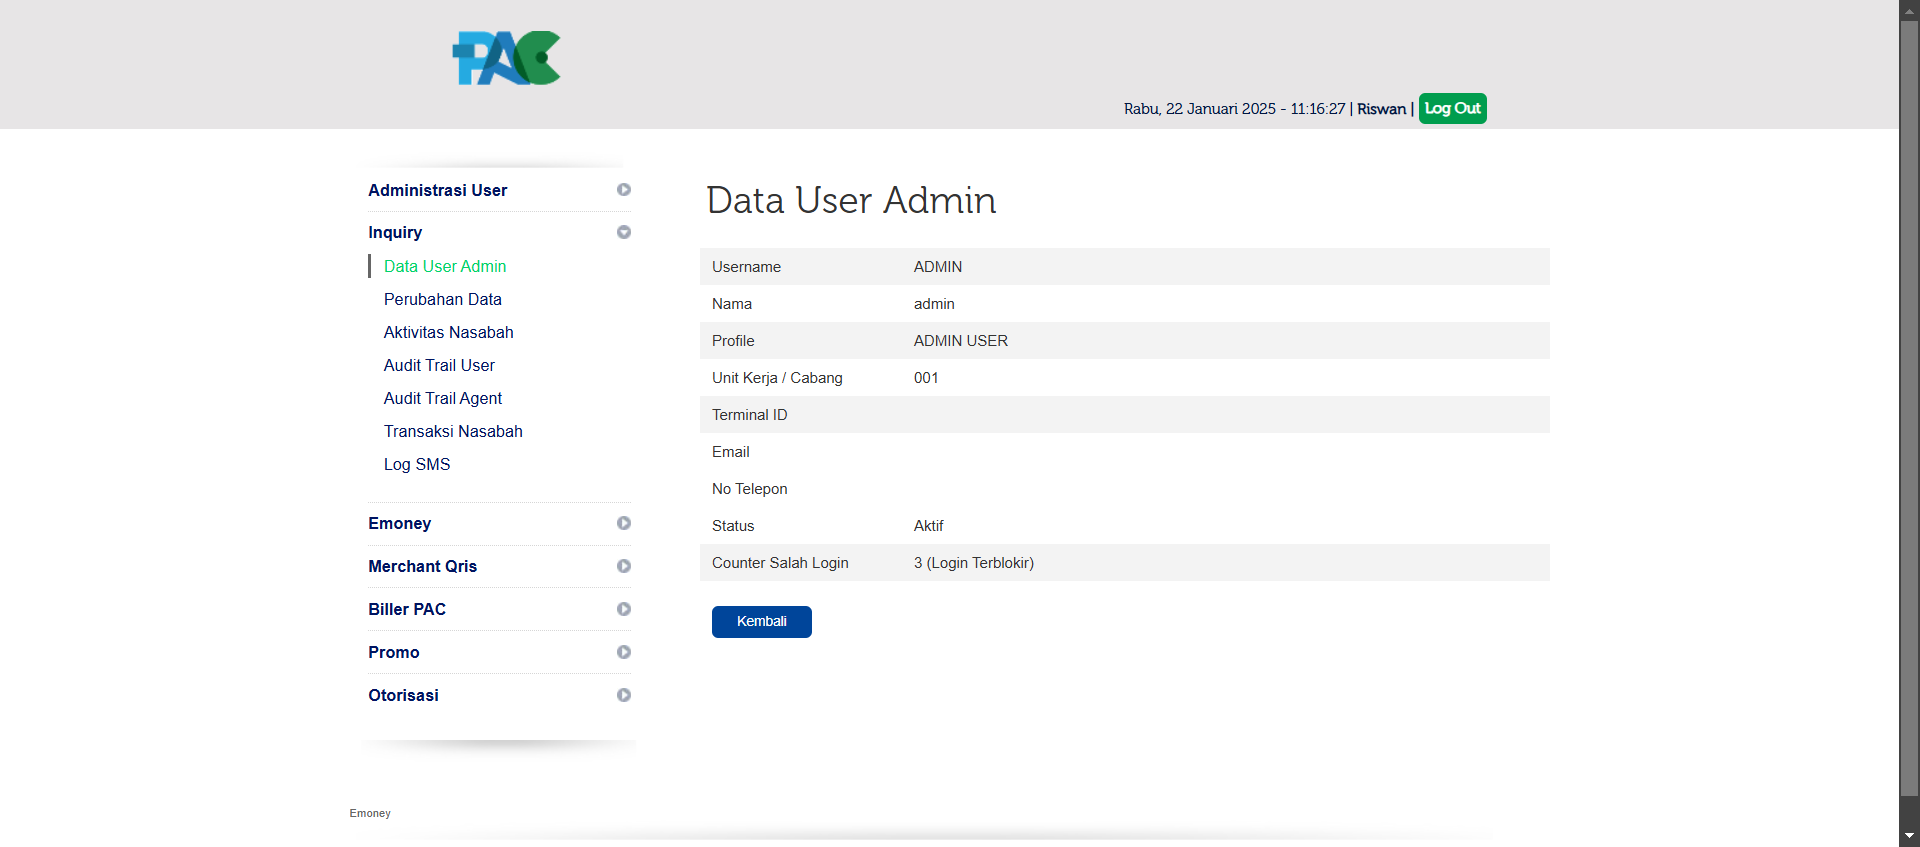 PAC
Rabu, 22 Januari 2025 - 11:16:27 | Riswan | Log Out
Administrasi User
Inquiry
Data User Admin
Perubahan Data
Aktivitas Nasabah
Audit Trail User
Audit Trail Agent
Transaksi Nasabah
Log SMS
Emoney
Merchant Qris
Biller PAC
Promo
Otorisasi
Data User Admin
Username ADMIN
Nama admin
Profile ADMIN USER
Unit Kerja / Cabang 001
Terminal ID
Email
No Telepon
Status Aktif
Counter Salah Login 3 (Login Terblokir)
Kembali
Emoney